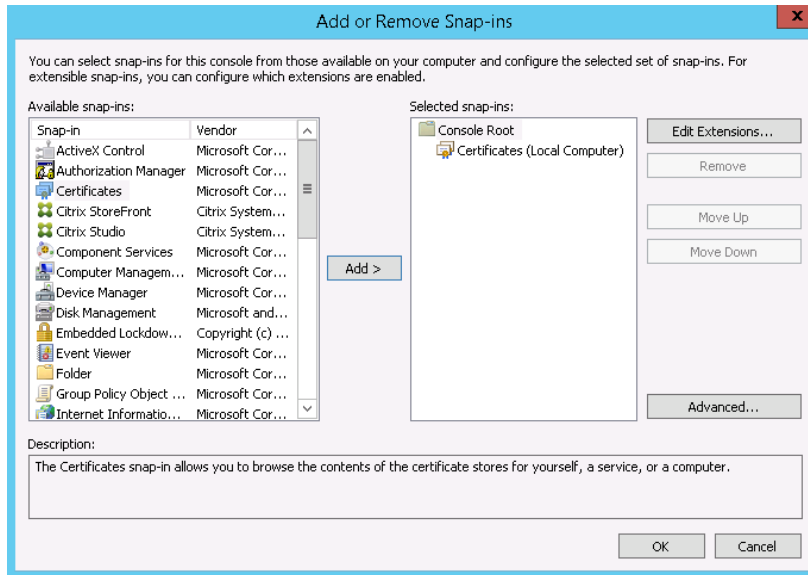 Add or Remove Snap-ins
x
You can select snap-ins for this console from those available on your computer and configure the selected set of snap-ins. For
extensible snap-ins, you can configure which extensions are enabled.
Available snap-ins:
Snap-in Vendor
ActiveX Control Microsoft Cor...
Authorization Manager Microsoft Cor...
Certificates Microsoft Cor...
Citrix StoreFront Citrix System...
Citrix Studio Citrix System...
Component Services Microsoft Cor...
Computer Managem... Microsoft Cor...
Device Manager Microsoft Cor...
Disk Management Microsoft and...
Embedded Lockdow... Copyright (c) ...
Event Viewer Microsoft Cor...
Folder Microsoft Cor...
Group Policy Object ... Microsoft Cor...
Internet Informatio... Microsoft Cor...
Add >
Selected snap-ins:
Console Root
Certificates (Local Computer)
Edit Extensions...
Remove
Move Up
Move Down
Advanced...
Description:
The Certificates snap-in allows you to browse the contents of the certificate stores for yourself, a service, or a computer.
OK
Cancel